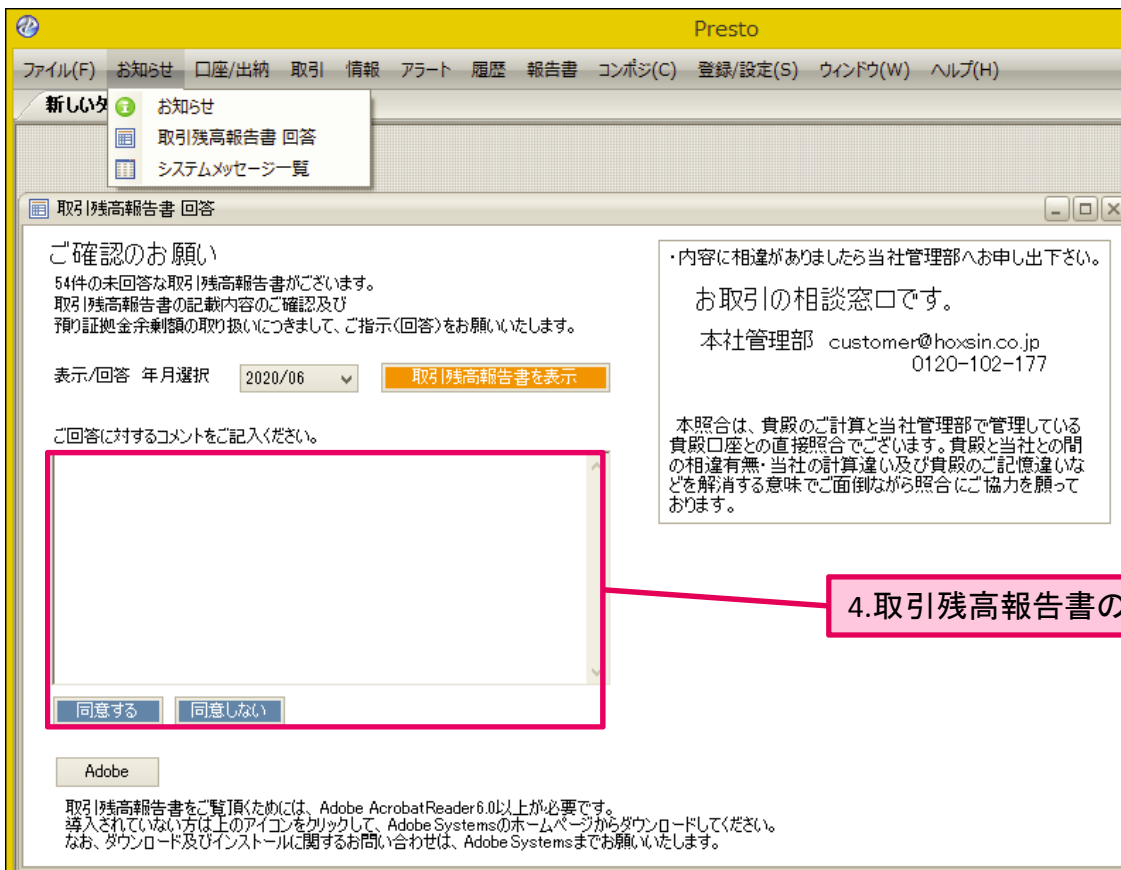 Presto
ファイル(F) お知らせ 口座/出納 取引 情報 アラート 履歴 報告書 コンポジ(C) 登録/設定(S) ウィンドウ(W) ヘルプ(H)
新しいタ
お知らせ
取引残高報告書 回答
システムメッセージ一覧
取引残高報告書 回答
ご確認のお願い
54件の未回答な取引残高報告書がございます。
取引残高報告書の記載内容のご確認及び
預り証拠金余剰額の取り扱いにつきまして、ご指示(回答)をお願いいたします。
表示/回答 年月選択 2020/06 取引残高報告書を表示
ご回答に対するコメントをご記入ください。
同意する 同意しない
・内容に相違がありましたら当社管理部へお申し出下さい。
お取引の相談窓口です。
本社管理部 customer@hoxsin.co.jp
0120-102-177
本照合は、貴殿のご計算と当社管理部で管理している
貴殿口座との直接照合でございます。貴殿と当社との間
の相違有無・当社の計算違い及び貴殿のご記憶違いな
どを解消する意味でご面倒ながら照合にご協力を願って
おります。
4.取引残高報告書の
Adobe
取引残高報告書をご覧頂くためには、Adobe AcrobatReader6.0以上が必要です。
導入されていない方は上のアイコンをクリックして、Adobe Systemsのホームページからダウンロードしてください。
なお、ダウンロード及びインストールに関するお問い合わせは、Adobe Systemsまでお願いいたします。